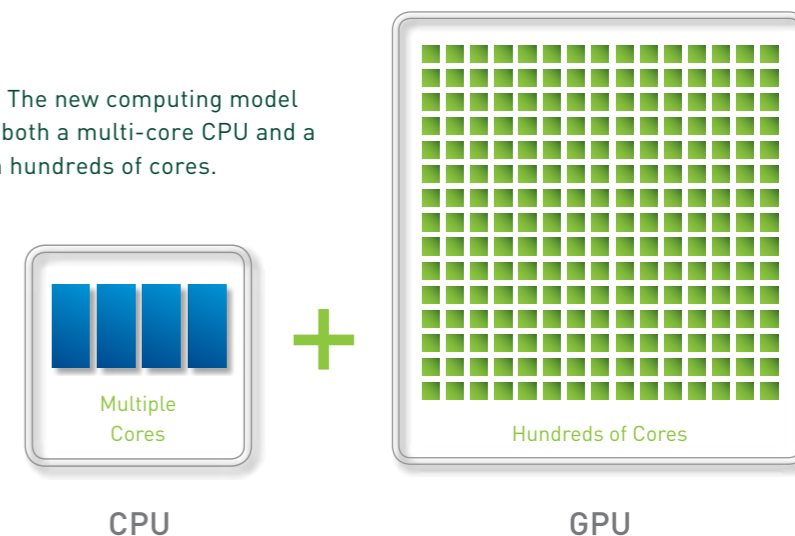 The new computing model
both a multi-core CPU and a
hundreds of cores.
+
Multiple
Cores
Hundreds of Cores
CPU
GPU